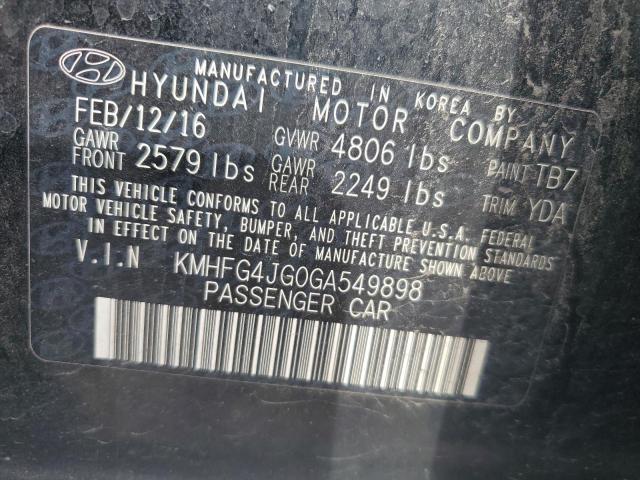 MANUFACTURED IN KOREA BY
HYUNDAI MOTOR COMPANY
FEB/12/16 GVWR 4806 lbs PAINT TB7
GAWR FRONT 2579 lbs GAWR REAR 2249 lbs TRIM YDA
THIS VEHICLE CONFORMS TO ALL APPLICABLE U.S.A. FEDERAL
MOTOR VEHICLE SAFETY, BUMPER, AND THEFT PREVENTION STANDARDS
IN EFFECT ON THE DATE OF MANUFACTURE SHOWN ABOVE.
V.I.N KMHFG4JG0GA549898
PASSENGER CAR